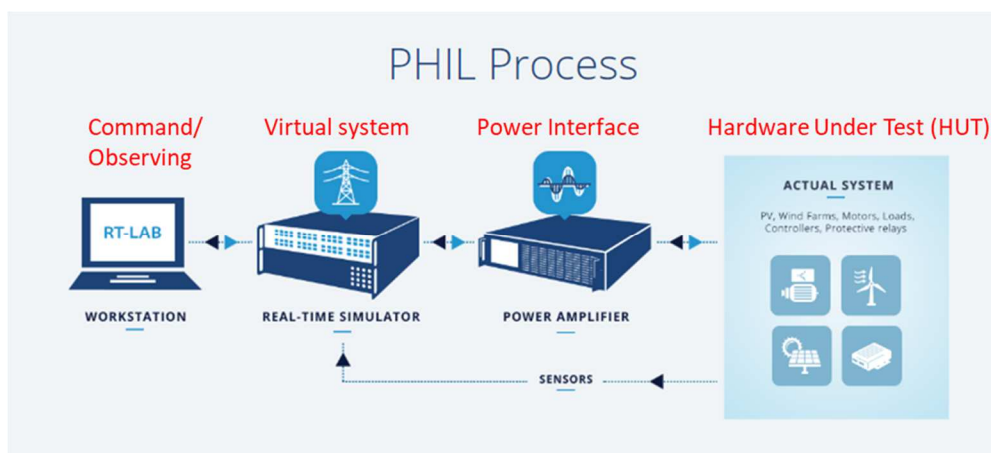 PHIL Process
Command/
Observing
Virtual system
Power Interface
Hardware Under Test (HUT)
RT-LAB
WORKSTATION
REAL-TIME SIMULATOR
POWER AMPLIFIER
ACTUAL SYSTEM
PV, Wind Farms, Motors, Loads,
Controllers, Protective relays
SENSORS